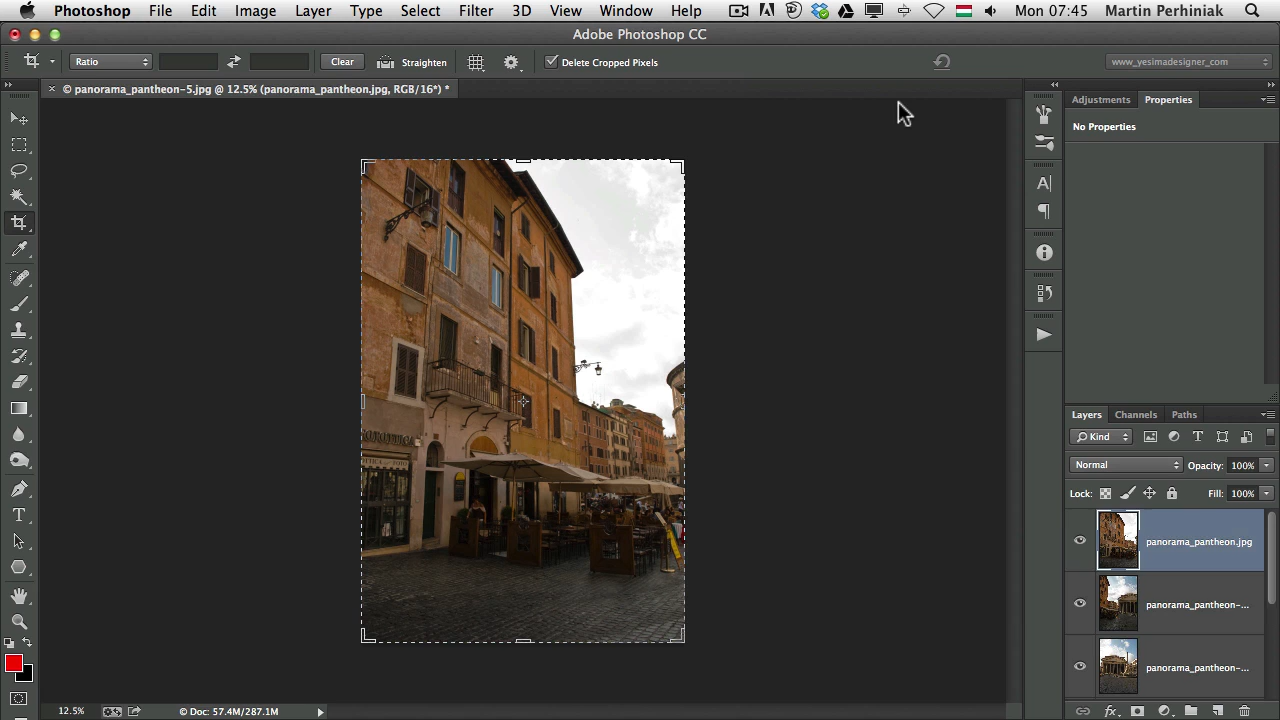 Photoshop File Edit Image Layer Type Select Filter 3D View Window Help Mon 07:45 Martin Perhiniak
Adobe Photoshop CC
Ratio Clear Straighten Delete Cropped Pixels www_yesimadesigner_com
× © panorama_pantheon-5.jpg @ 12.5% (panorama_pantheon.jpg, RGB/16*) *
Adjustments Properties
No Properties
Layers Channels Paths
Kind
Normal Opacity: 100%
Lock: Fill: 100%
panorama_pantheon.jpg
panorama_pantheon-...
panorama_pantheon-...
12.5% © Doc: 57.4M/287.1M